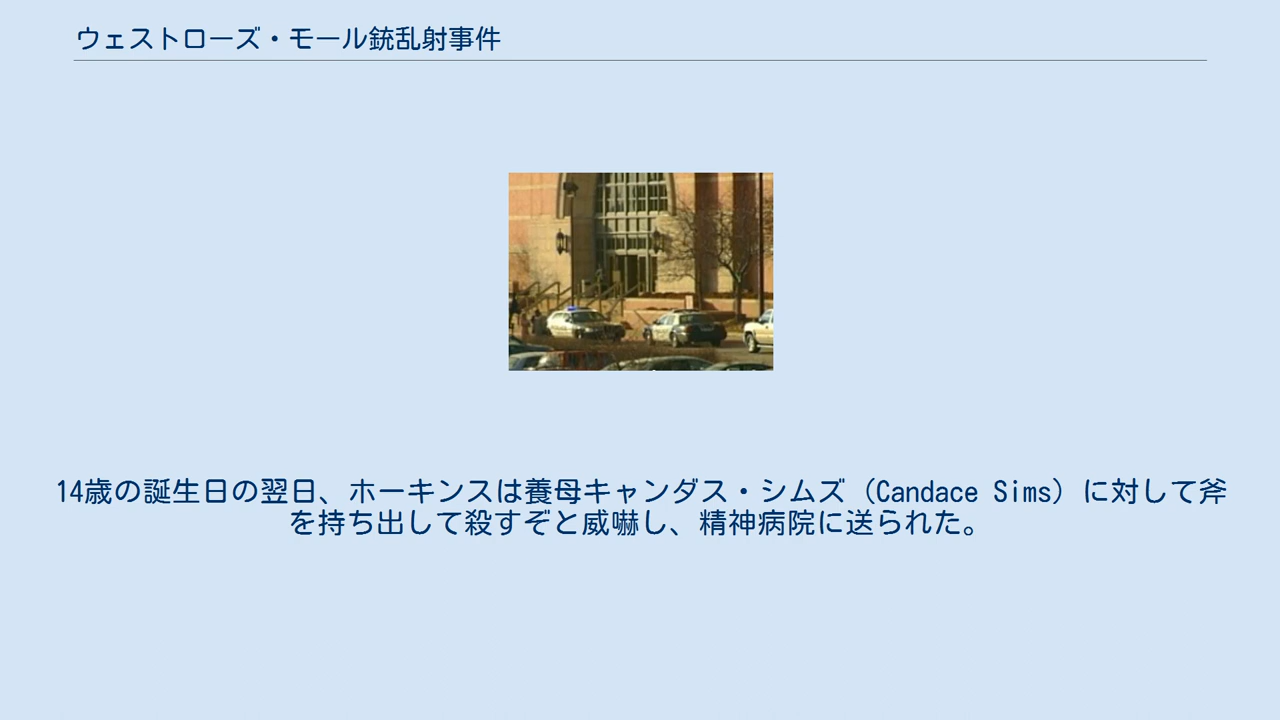 ウェストローズ・モール銃乱射事件
14歳の誕生日の翌日、ホーキンスは養母キャンダス・シムズ（Candace Sims）に対して斧
を持ち出して殺すぞと威嚇し、精神病院に送られた。